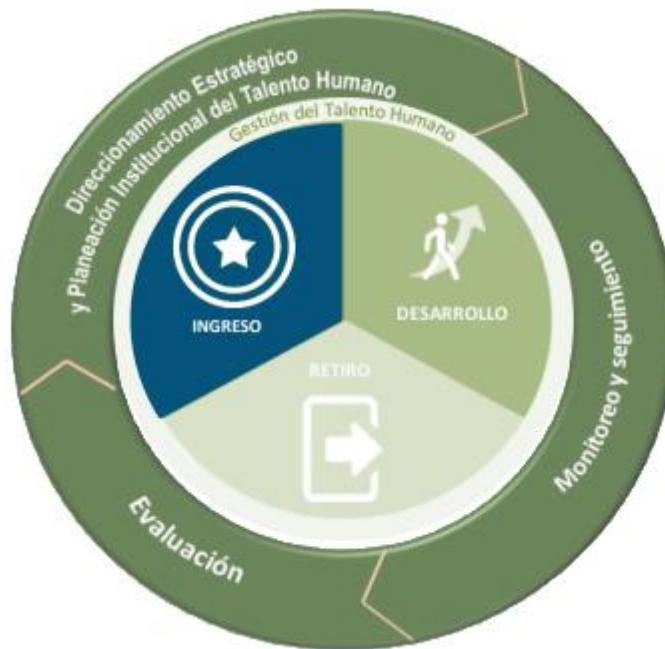 Direccionamiento Estratégico
y Planeación Institucional del Talento Humano
Gestión del Talento Humano
INGRESO
DESARROLLO
RETIRO
Monitoreo y seguimiento
Evaluación